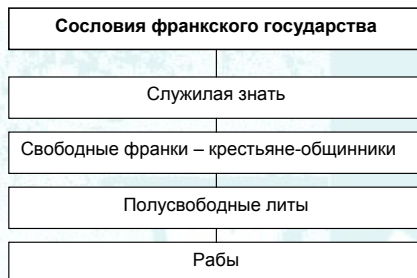 Сословия франкского государства
Служилая знать
Свободные франки – крестьяне-общинники
Полусвободные литы
Рабы